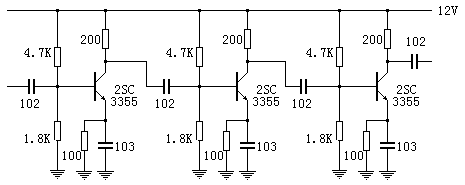 12V
200 200 200
4.7K 4.7K 4.7K 102
2SC 2SC 2SC
3355 3355 3355
102 102 102
1.8K 1.8K 1.8K
100 103 100 103 100 103